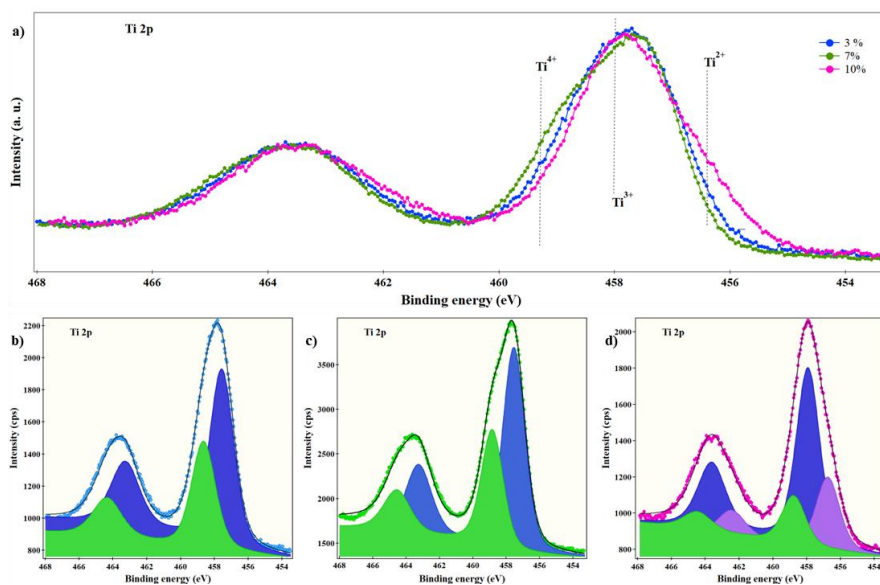 a)
Ti 2p
3 %
7%
10%
Ti4+
Ti2+
Ti3+
Intensity (a. u.)
468 466 464 462 460 458 456 454
Binding energy (eV)
b)
Ti 2p
Intensity (cps)
2200
2000
1800
1600
1400
1200
1000
800
468 466 464 462 460 458 456 454
Binding energy (eV)
c)
Ti 2p
Intensity (cps)
3500
3000
2500
2000
1500
468 466 464 462 460 458 456 454
Binding energy (eV)
d)
Ti 2p
Intensity (cps)
2000
1800
1600
1400
1200
1000
800
468 466 464 462 460 458 456 454
Binding energy (eV)